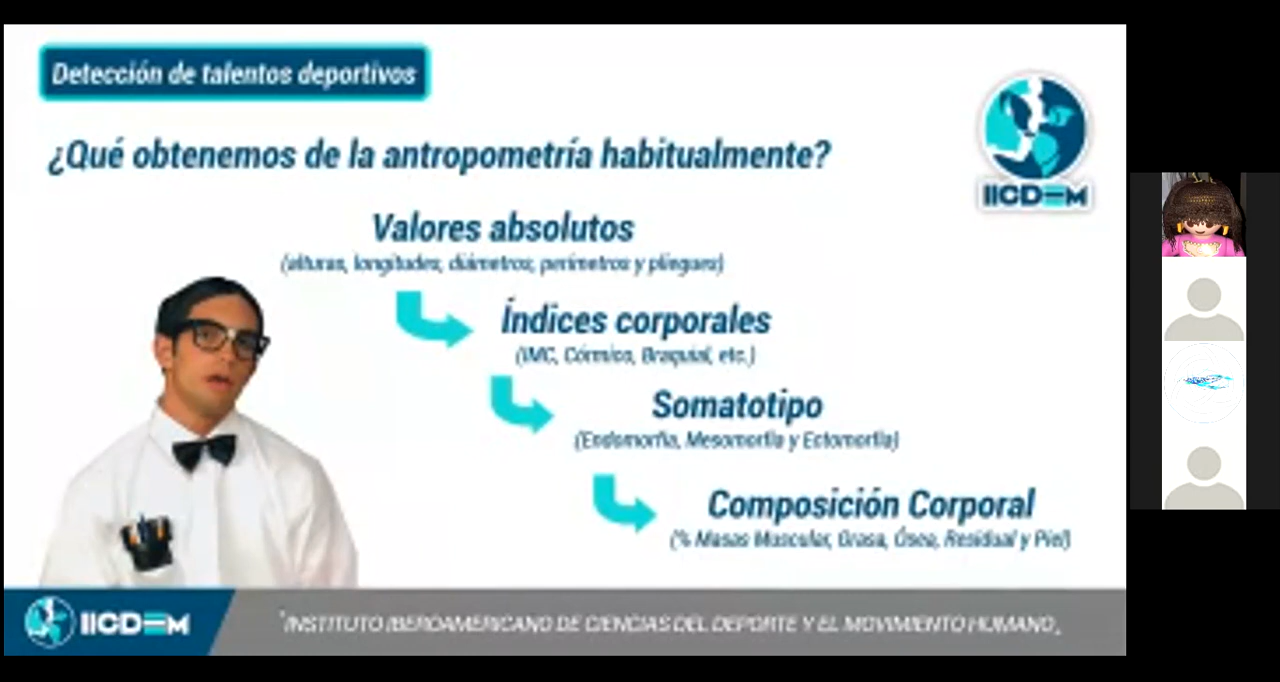 Detección de talentos deportivos
¿Qué obtenemos de la antropometría habitualmente?
IICDEM
Valores absolutos
(alturas, longitudes, diámetros, perímetros y pliegues)
Índices corporales
(IMC, Córmico, Braquial, etc.)
Somatotipo
(Endomorfia, Mesomorfia y Ectomorfia)
Composición Corporal
(% Masas Muscular, Grasa, Ósea, Residual y Piel)
IICDEM
"INSTITUTO IBEROAMERICANO DE CIENCIAS DEL DEPORTE Y EL MOVIMIENTO HUMANO„